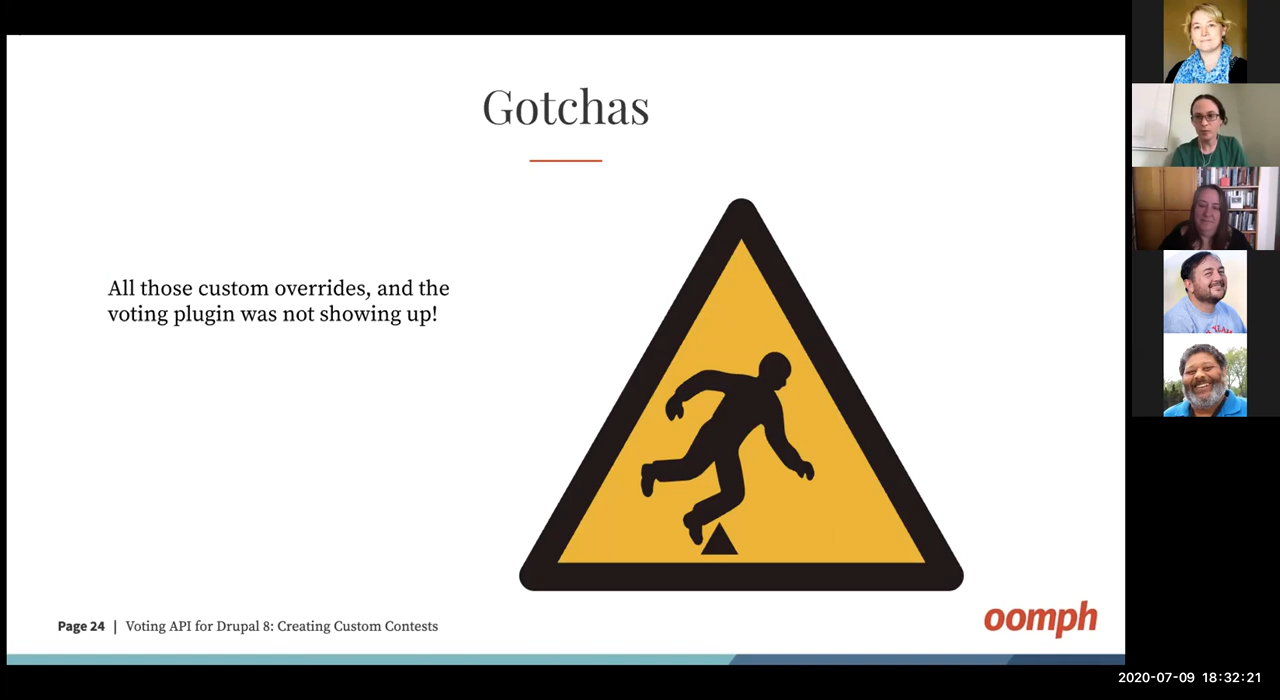 Gotchas
All those custom overrides, and the
voting plugin was not showing up!
Page 24 | Voting API for Drupal 8: Creating Custom Contests
oomph
2020-07-09 18:32:21